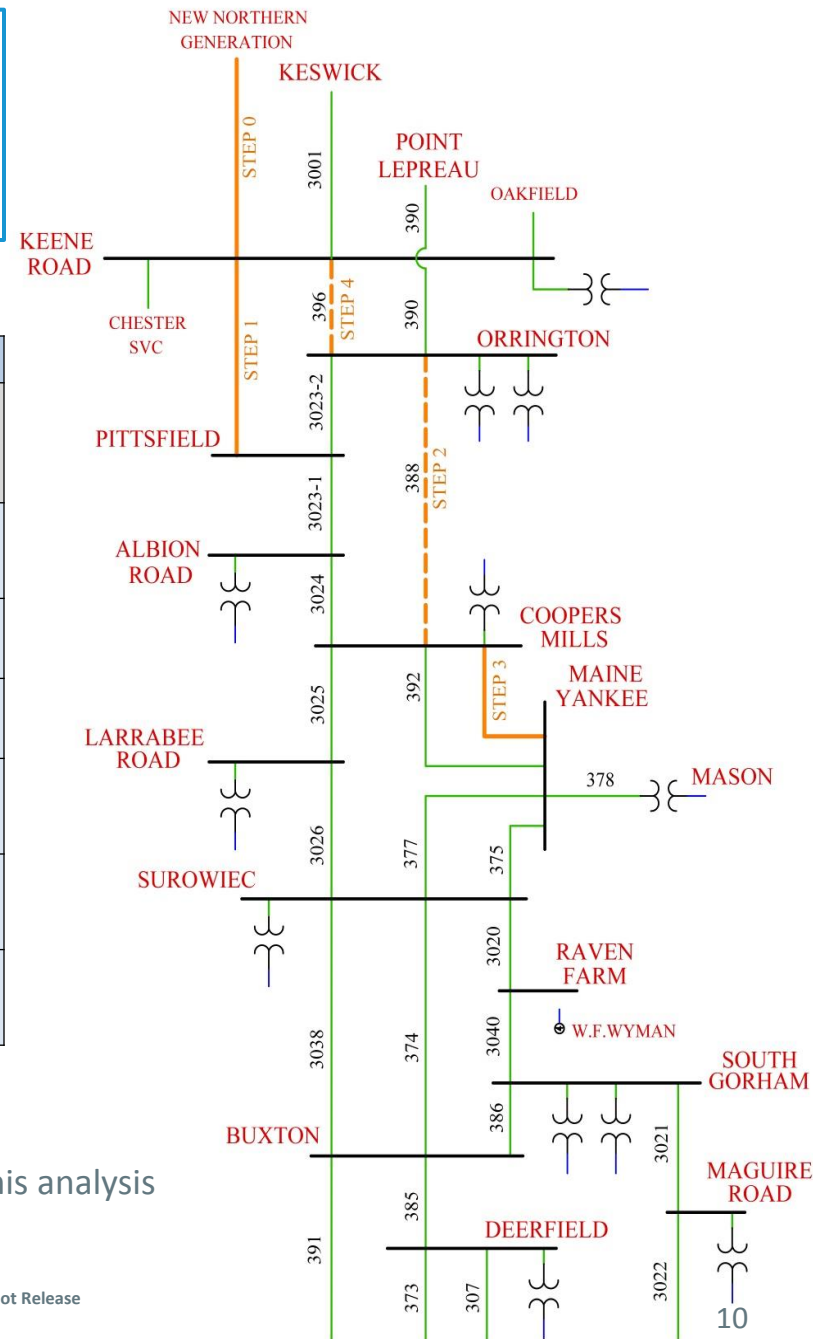 NEW NORTHERN
GENERATION
KESWICK
STEP 0
3001
POINT
LEPREAU
390
OAKFIELD
KEENE
ROAD
CHESTER
SVC
STEP 1
396
STEP 4
390
ORRINGTON
3023-2
PITTSFIELD
388
STEP 2
3023-1
ALBION
ROAD
3024
COOPERS
MILLS
392
STEP 3
MAINE
YANKEE
3025
LARRABEE
ROAD
378
MASON
3026
377
375
SUROWIEC
3020
RAVEN
FARM
W.F.WYMAN
3038
374
3040
SOUTH
GORHAM
386
3021
BUXTON
MAGUIRE
ROAD
385
DEERFIELD
391
373
307
3022
his analysis
ot Release
10